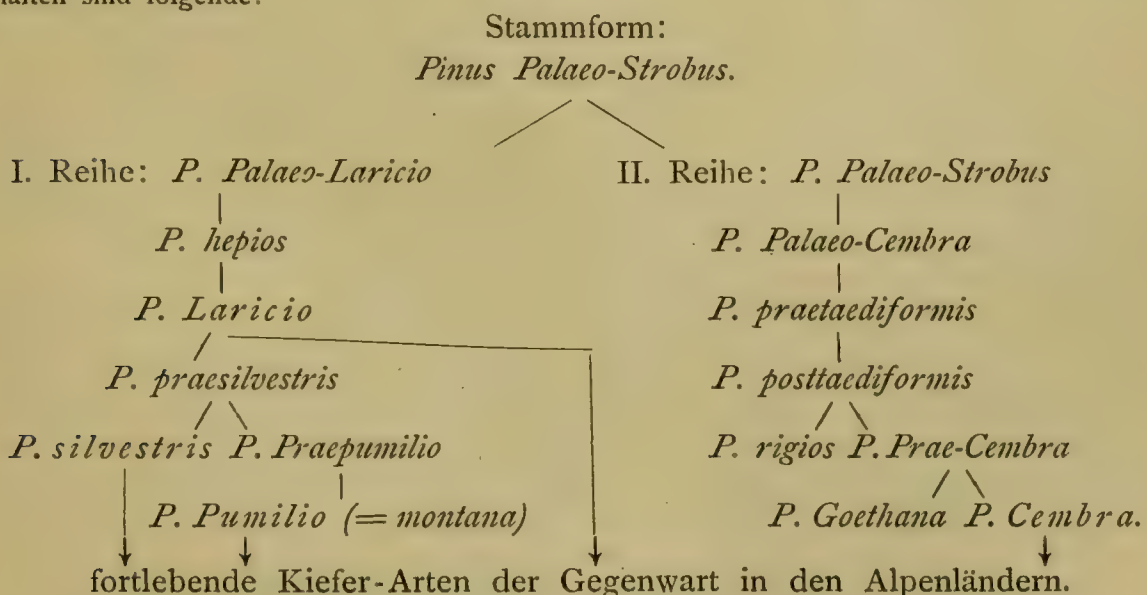 Stammform:
Pinus Palaeo-Strobus.
I. Reihe: P. Palaeo-Laricio II. Reihe: P. Palaeo-Strobus
P. hepios P. Palaeo-Cembra
P. Laricio P. praetaediformis
P. praesilvestris P. posttaediformis
P. silvestris P. Praepumilio P. rigios P. Prae-Cembra
P. Pumilio (= montana) P. Goethana P. Cembra.
fortlebende Kiefer-Arten der Gegenwart in den Alpenländern.